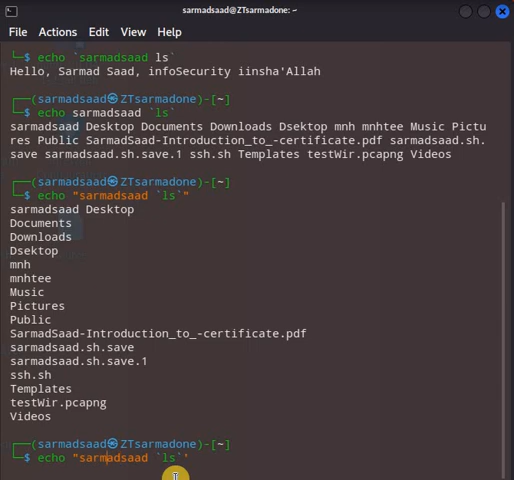 sarmadsaad@ZTsarmadone: ~
File Actions Edit View Help
└─$ echo `sarmadsaad ls`
Hello, Sarmad Saad, infoSecurity iinsha'Allah
┌──(sarmadsaad㉿ZTsarmadone)-[~]
└─$ echo sarmadsaad `ls`
sarmadsaad Desktop Documents Downloads Dsektop mnh mnhtee Music Pictu
res Public SarmadSaad-Introduction_to_-certificate.pdf sarmadsaad.sh.
save sarmadsaad.sh.save.1 ssh.sh Templates testWir.pcapng Videos
┌──(sarmadsaad㉿ZTsarmadone)-[~]
└─$ echo "sarmadsaad `ls`"
sarmadsaad Desktop
Documents
Downloads
Dsektop
mnh
mnhtee
Music
Pictures
Public
SarmadSaad-Introduction_to_-certificate.pdf
sarmadsaad.sh.save
sarmadsaad.sh.save.1
ssh.sh
Templates
testWir.pcapng
Videos
┌──(sarmadsaad㉿ZTsarmadone)-[~]
└─$ echo "sarmadsaad `ls`'